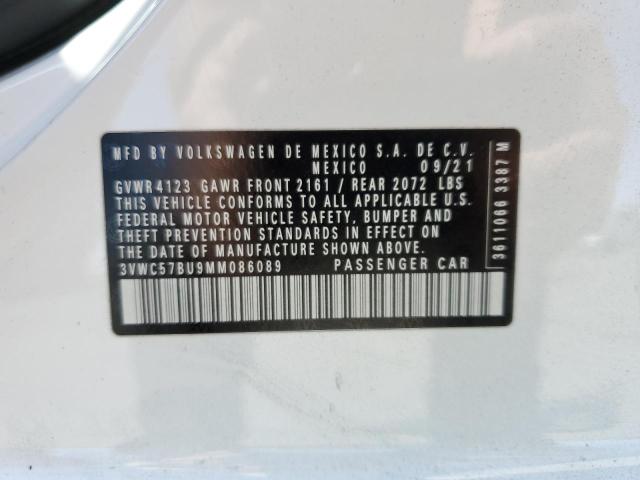 MFD BY VOLKSWAGEN DE MEXICO S.A. DE C.V.
MEXICO 09/21
GVWR 4123 GAWR FRONT 2161 / REAR 2072 LBS
THIS VEHICLE CONFORMS TO ALL APPLICABLE U.S.
FEDERAL MOTOR VEHICLE SAFETY, BUMPER AND
THEFT PREVENTION STANDARDS IN EFFECT ON
THE DATE OF MANUFACTURE SHOWN ABOVE.
3VWC57BU9MM086089 PASSENGER CAR
3611066 3387 M